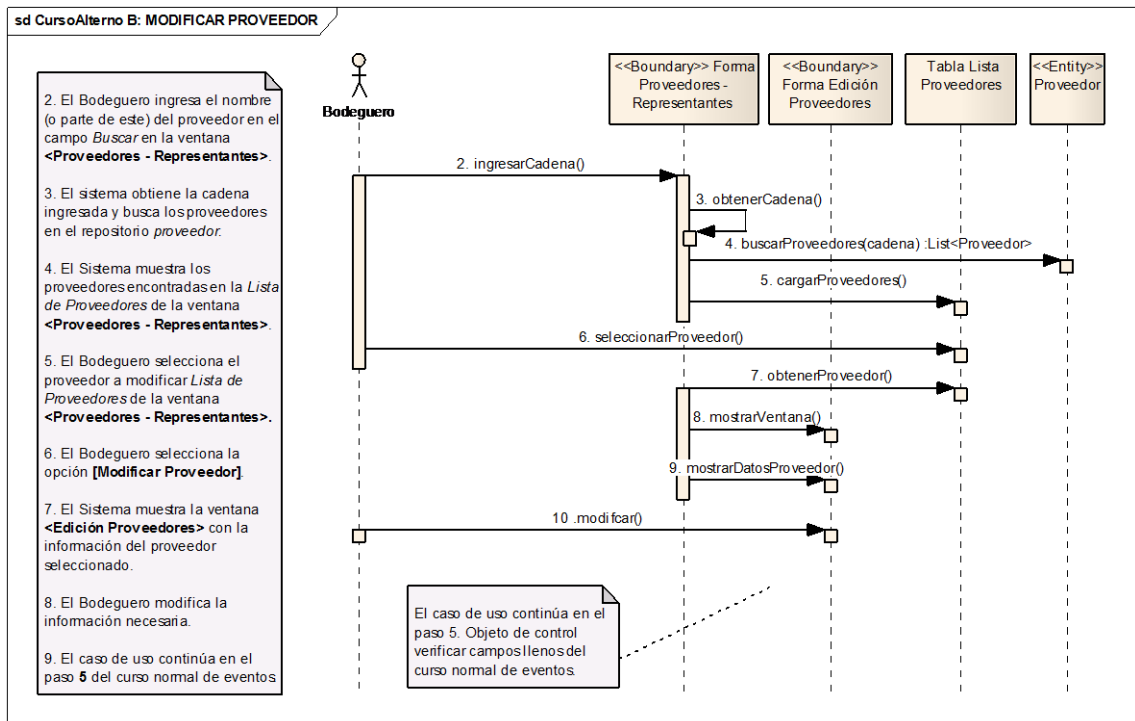 sd CursoAlterno B: MODIFICAR PROVEEDOR
2. El Bodeguero ingresa el nombre
(o parte de este) del proveedor en el
campo Buscar en la ventana
<Proveedores - Representantes>.
3. El sistema obtiene la cadena
ingresada y busca los proveedores
en el repositorio proveedor.
4. El Sistema muestra los
proveedores encontradas en la Lista
de Proveedores de la ventana
<Proveedores - Representantes>.
5. El Bodeguero selecciona el
proveedor a modificar Lista de
Proveedores de la ventana
<Proveedores - Representantes>.
6. El Bodeguero selecciona la
opción [Modificar Proveedor].
7. El Sistema muestra la ventana
<Edición Proveedores> con la
información del proveedor
seleccionado.
8. El Bodeguero modifica la
información necesaria.
9. El caso de uso continúa en el
paso 5 del curso normal de eventos.
Bodeguero
<<Boundary>> Forma
Proveedores -
Representantes
<<Boundary>>
Forma Edición
Proveedores
Tabla Lista
Proveedores
<<Entity>>
Proveedor
2. ingresarCadena()
3. obtenerCadena()
4. buscarProveedores(cadena) :List<Proveedor>
5. cargarProveedores()
6. seleccionarProveedor()
7. obtenerProveedor()
8. mostrarVentana()
9. mostrarDatosProveedor()
10 .modifcar()
El caso de uso continúa en el
paso 5. Objeto de control
verificar campos llenos del
curso normal de eventos.